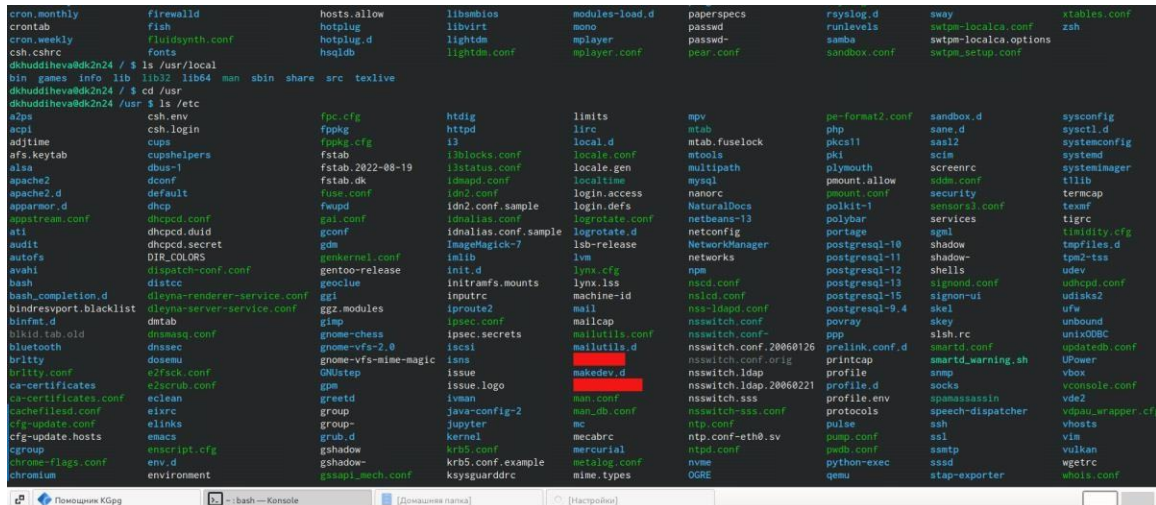 cron.monthly firewalld hosts.allow libsmbios modules-load.d paperspecs rsyslog.d sway xtables.conf
crontab fish hotplug libvirt mono passwd runlevels swtpm-localca.conf zsh
cron.weekly fluidsynth.conf hotplug.d lightdm mplayer passwd- samba swtpm-localca.options
csh.cshrc fonts hsqldb lightdm.conf mplayer.conf pear.conf sandbox.conf swtpm_setup.conf
dkhuddiheva@dk2n24 / $ ls /usr/local
bin games info lib lib32 lib64 man sbin share src texlive
dkhuddiheva@dk2n24 / $ cd /usr
dkhuddiheva@dk2n24 /usr $ ls /etc
a2ps csh.env fpc.cfg htdig limits mpv pe-format2.conf sandbox.d sysconfig
acpi csh.login fppkg httpd lirc mtab php sane.d sysctl.d
adjtime cups fppkg.cfg i3 local.d mtab.fuselock pkcs11 sasl2 systemconfig
afs.keytab cupshelpers fstab i3blocks.conf locale.conf mtools pki scim systemd
alsa dbus-1 fstab.2022-08-19 i3status.conf locale.gen multipath plymouth screenrc systemimager
apache2 dconf fstab.dk idmapd.conf localtime mysql pmount.allow sddm.conf t1lib
apache2.d default fuse.conf idn2.conf login.access nanorc pmount.conf security termcap
apparmor.d dhcp fwupd idn2.conf.sample login.defs NaturalDocs polkit-1 sensors3.conf texmf
appstream.conf dhcpcd.conf gai.conf idnalias.conf logrotate.conf netbeans-13 polybar services tigrc
ati dhcpcd.duid gconf idnalias.conf.sample logrotate.d netconfig portage sgml timidity.cfg
audit dhcpcd.secret gdm ImageMagick-7 lsb-release NetworkManager postgresql-10 shadow tmpfiles.d
autofs DIR_COLORS genkernel.conf imlib lvm networks postgresql-11 shadow- tpm2-tss
avahi dispatch-conf.conf gentoo-release init.d lynx.cfg npm postgresql-12 shells udev
bash distcc geoclue initramfs.mounts lynx.lss nscd.conf postgresql-13 signond.conf udhcpd.conf
bash_completion.d dleyna-renderer-service.conf ggi inputrc machine-id nslcd.conf postgresql-15 signon-ui udisks2
bindresvport.blacklist dleyna-server-service.conf ggz.modules iproute2 mail nss-ldapd.conf postgresql-9.4 skel ufw
binfmt.d dmtab gimp ipsec.conf mailcap nsswitch.conf povray skey unbound
blkid.tab.old dnsmasq.conf gnome-chess ipsec.secrets mailutils.conf nsswitch.conf- ppp slsh.rc unixODBC
bluetooth dnssec gnome-vfs-2.0 iscsi mailutils.d nsswitch.conf.20060126 prelink.conf.d smartd.conf updatedb.conf
brltty dosemu gnome-vfs-mime-magic isns nsswitch.conf.orig printcap smartd_warning.sh UPower
brltty.conf e2fsck.conf GNUstep issue makedev.d nsswitch.ldap profile snmp vbox
ca-certificates e2scrub.conf gpm issue.logo nsswitch.ldap.20060221 profile.d socks vconsole.conf
ca-certificates.conf eclean greetd ivman man.conf nsswitch.sss profile.env spamassassin vde2
cachefilesd.conf eixrc group java-config-2 man_db.conf nsswitch-sss.conf protocols speech-dispatcher vdpau_wrapper.cf
cfg-update.conf elinks group- jupyter mc ntp.conf pulse ssh vhosts
cfg-update.hosts emacs grub.d kernel mecabrc ntp.conf-eth0.sv pump.conf ssl vim
cgroup enscript.cfg gshadow krb5.conf mercurial ntpd.conf pwdb.conf ssmtp vulkan
chrome-flags.conf env.d gshadow- krb5.conf.example metalog.conf nvme python-exec sssd wgetrc
chromium environment gssapi_mech.conf ksysguarddrc mime.types OGRE qemu stap-exporter whois.conf
Помощник KGpg ~ : bash — Konsole [Домашняя папка] [Настройки]